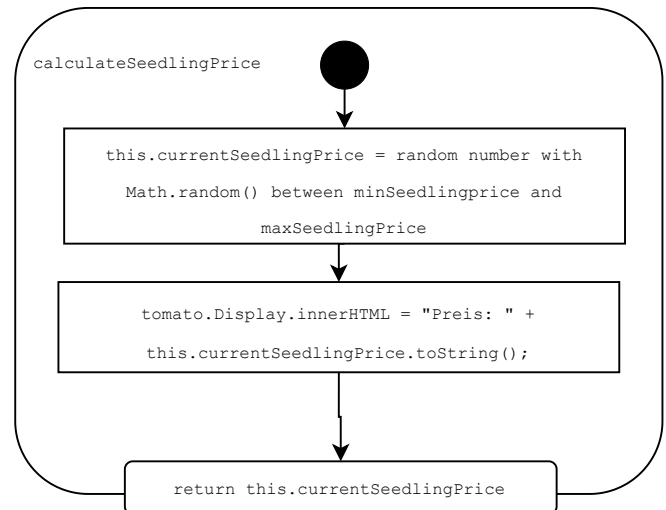 calculateSeedlingPrice
this.currentSeedlingPrice = random number with
Math.random() between minSeedlingprice and
maxSeedlingPrice
tomato.Display.innerHTML = "Preis: " +
this.currentSeedlingPrice.toString();
return this.currentSeedlingPrice